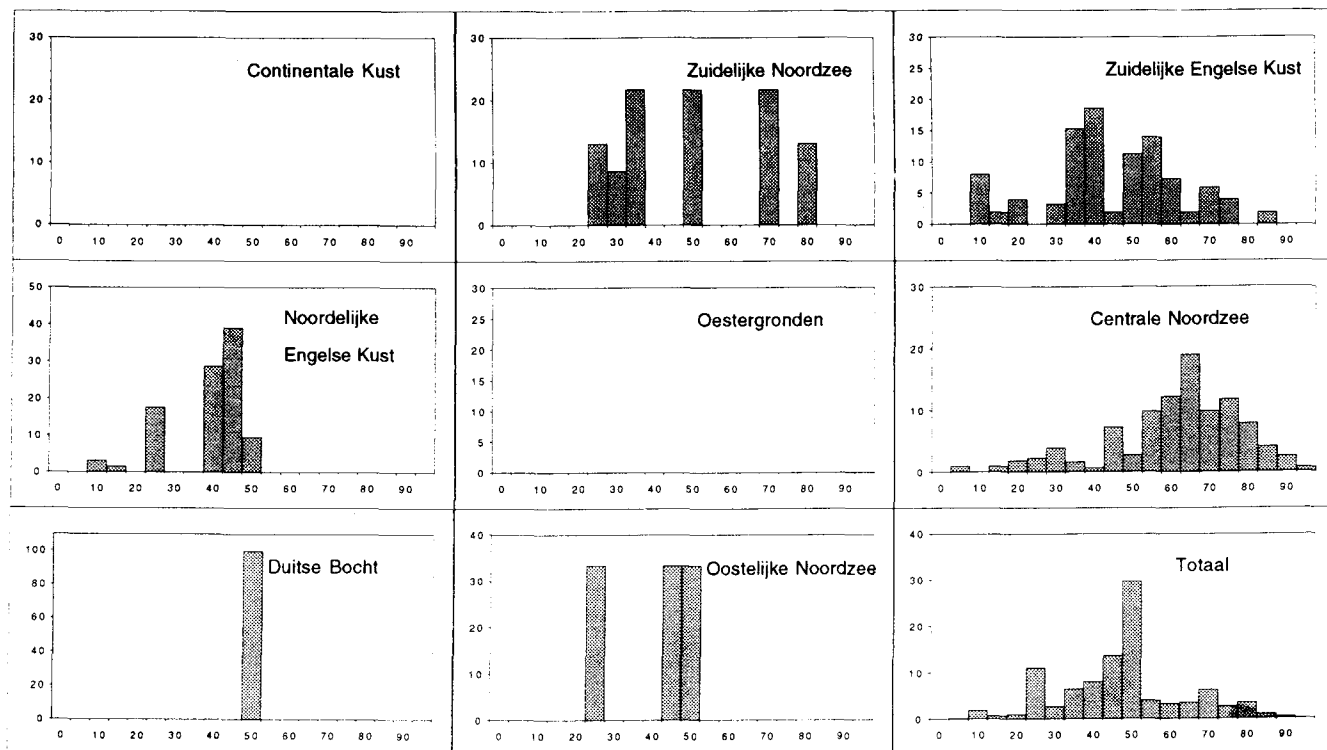 Continentale Kust
30
20
10
0
0 10 20 30 40 50 60 70 80 90
Zuidelijke Noordzee
30
20
10
0
0 10 20 30 40 50 60 70 80 90
Zuidelijke Engelse Kust
30
25
20
15
10
5
0
0 10 20 30 40 50 60 70 80 90
Noordelijke
Engelse Kust
50
40
30
20
10
0
0 10 20 30 40 50 60 70 80 90
Oestergronden
30
25
20
15
10
5
0
0 10 20 30 40 50 60 70 80 90
Centrale Noordzee
30
20
10
0
0 10 20 30 40 50 60 70 80 90
Duitse Bocht
100
80
60
40
20
0
0 10 20 30 40 50 60 70 80 90
Oostelijke Noordzee
40
30
20
10
0
0 10 20 30 40 50 60 70 80 90
Totaal
40
30
20
10
0
0 10 20 30 40 50 60 70 80 90